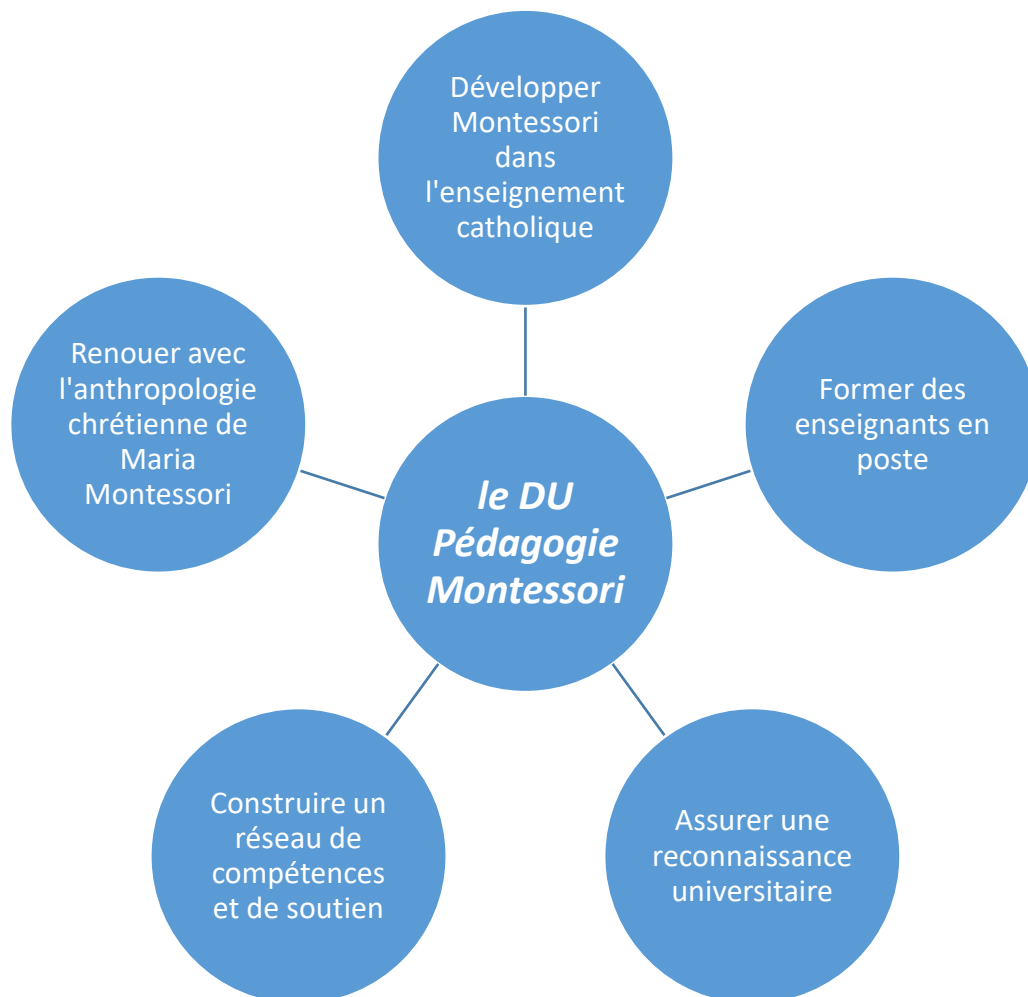 Développer
Montessori
dans
l'enseignement
catholique
Renouer avec
l'anthropologie
chrétienne de
Maria
Montessori
Former des
enseignants en
poste
le DU
Pédagogie
Montessori
Construire un
réseau de
compétences
et de soutien
Assurer une
reconnaissance
universitaire